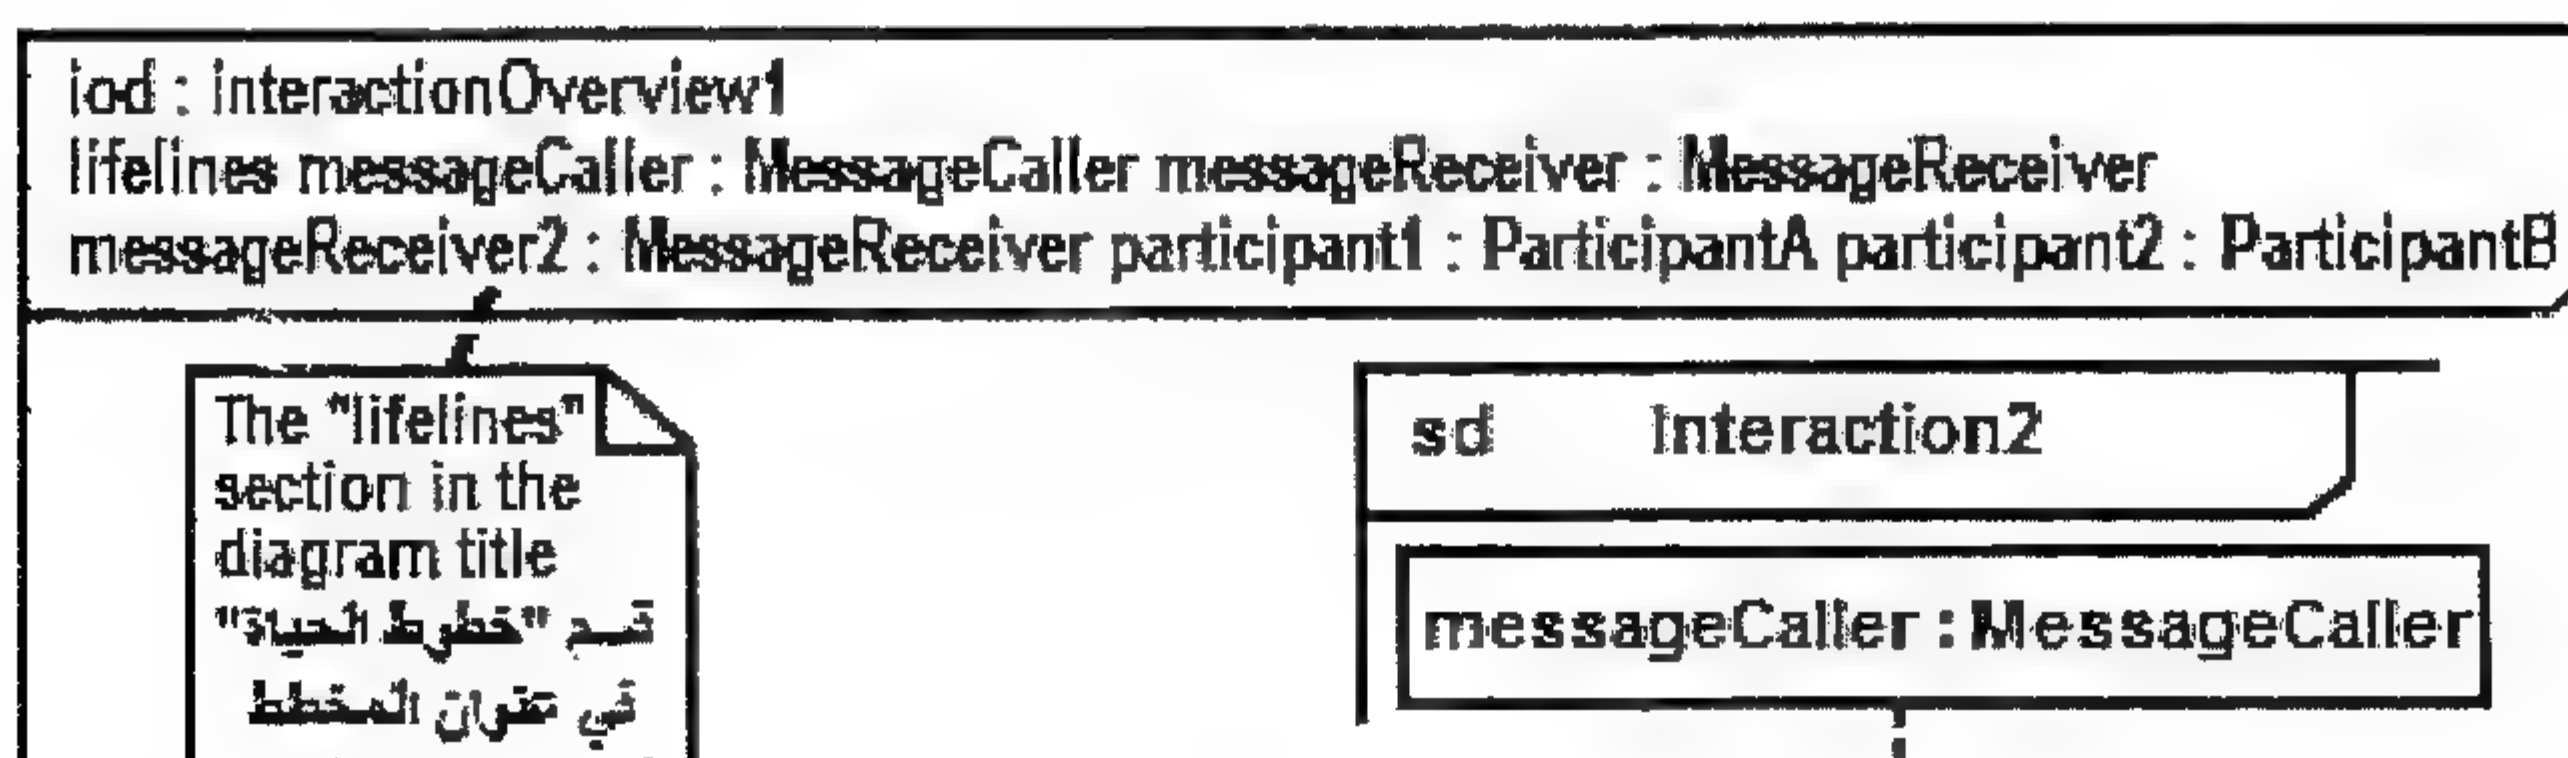 iod : interactionOverview1
lifelines messageCaller : MessageCaller messageReceiver : MessageReceiver
messageReceiver2 : MessageReceiver participant1 : ParticipantA participant2 : ParticipantB
The "lifelines"
section in the
diagram title
قسم "خطوط الحياة"
في عنوان المخطط
sd Interaction2
messageCaller : MessageCaller